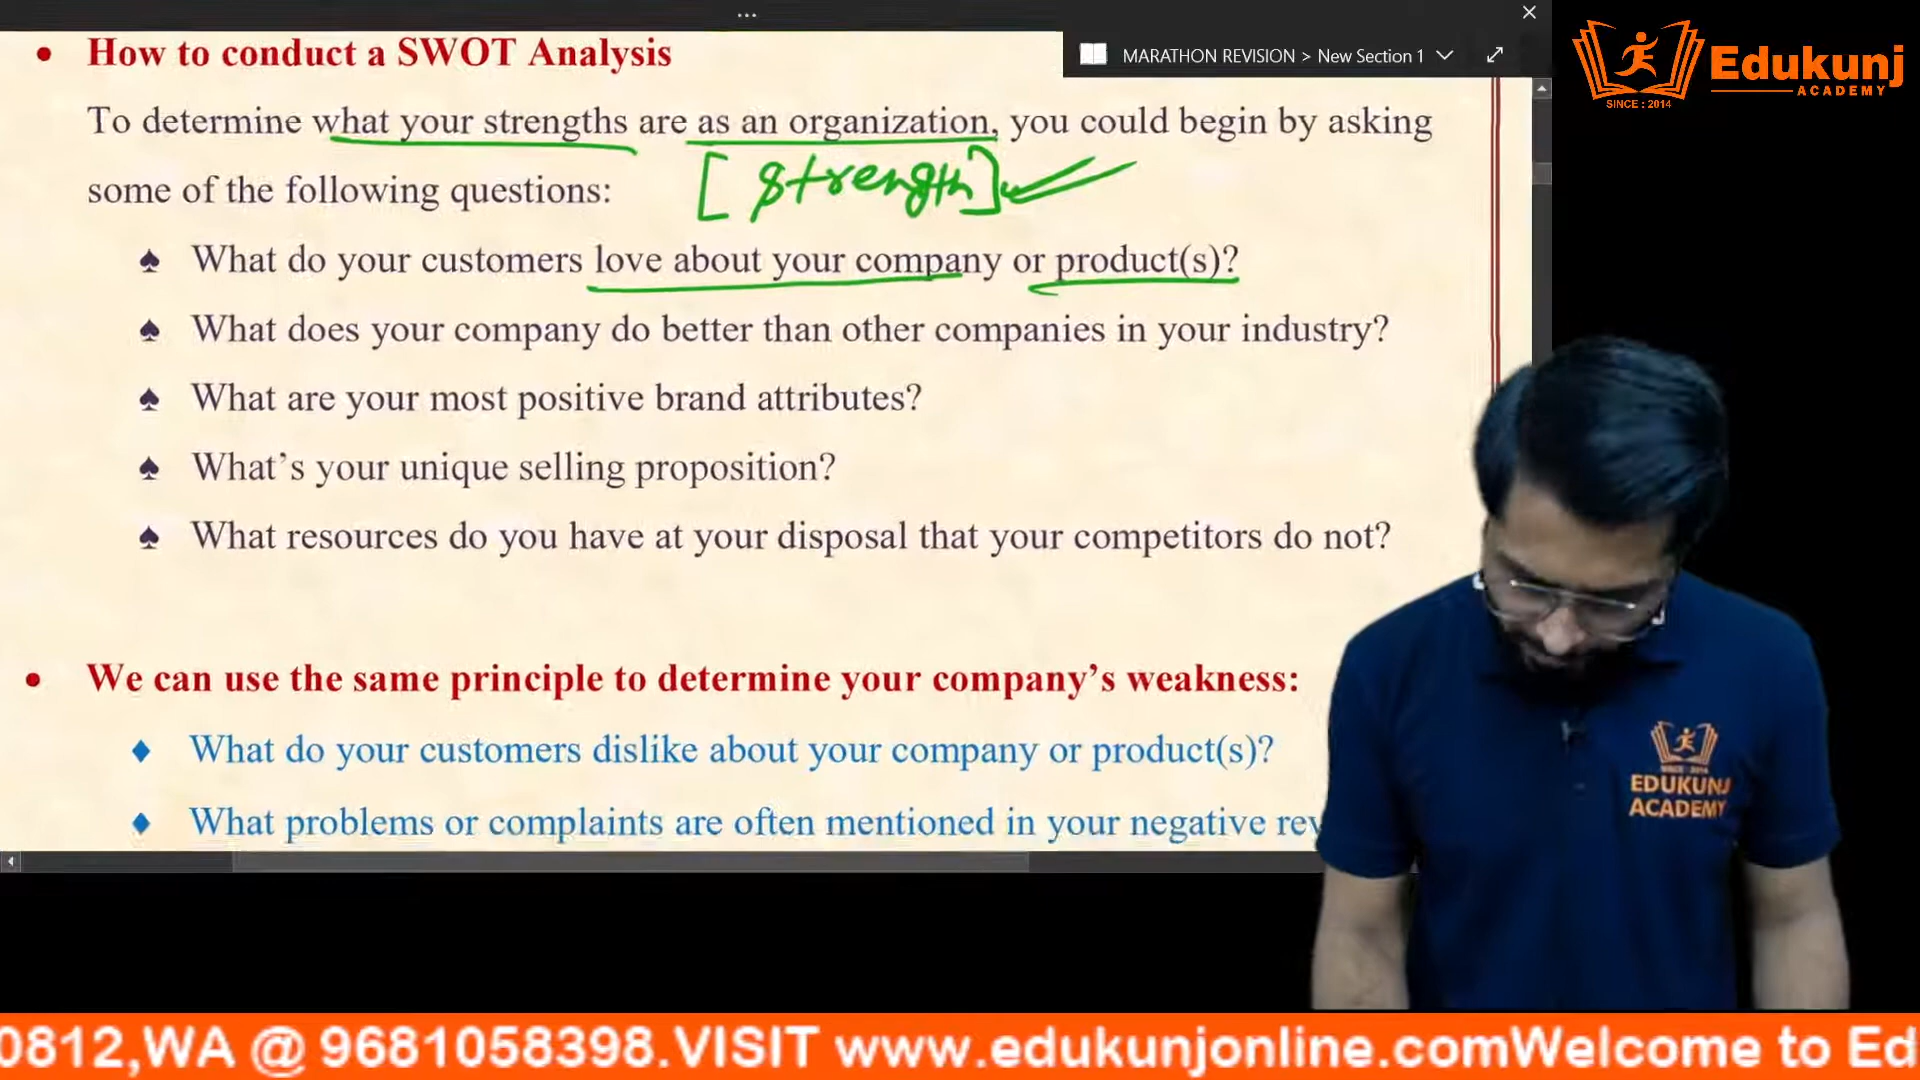 ...
• How to conduct a SWOT Analysis
MARATHON REVISION > New Section 1
Edukunj
ACADEMY
SINCE : 2014
To determine what your strengths are as an organization, you could begin by asking
some of the following questions:
[ Strength]
♠ What do your customers love about your company or product(s)?
♠ What does your company do better than other companies in your industry?
♠ What are your most positive brand attributes?
♠ What’s your unique selling proposition?
♠ What resources do you have at your disposal that your competitors do not?
• We can use the same principle to determine your company’s weakness:
♦ What do your customers dislike about your company or product(s)?
♦ What problems or complaints are often mentioned in your negative rev
SINCE : 2014
EDUKUNJ
ACADEMY
0812,WA @ 9681058398.VISIT www.edukunjonline.comWelcome to Ed